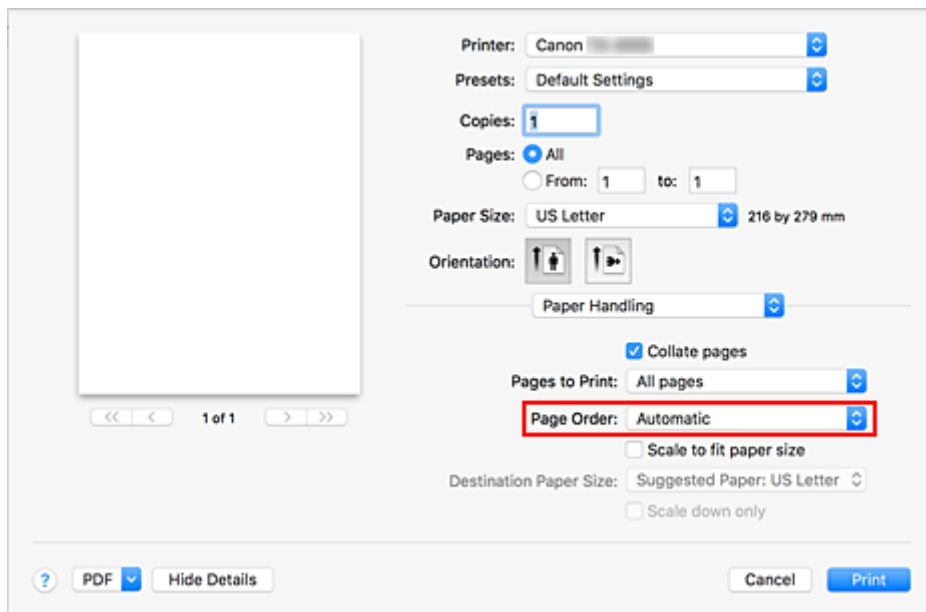 Printer: Canon
Presets: Default Settings
Copies: 1
Pages: All
From: 1 to: 1
Paper Size: US Letter 216 by 279 mm
Orientation:
Paper Handling
Collate pages
Pages to Print: All pages
<< < 1 of 1 > >>
Page Order: Automatic
Scale to fit paper size
Destination Paper Size: Suggested Paper: US Letter
Scale down only
? PDF Hide Details Cancel Print